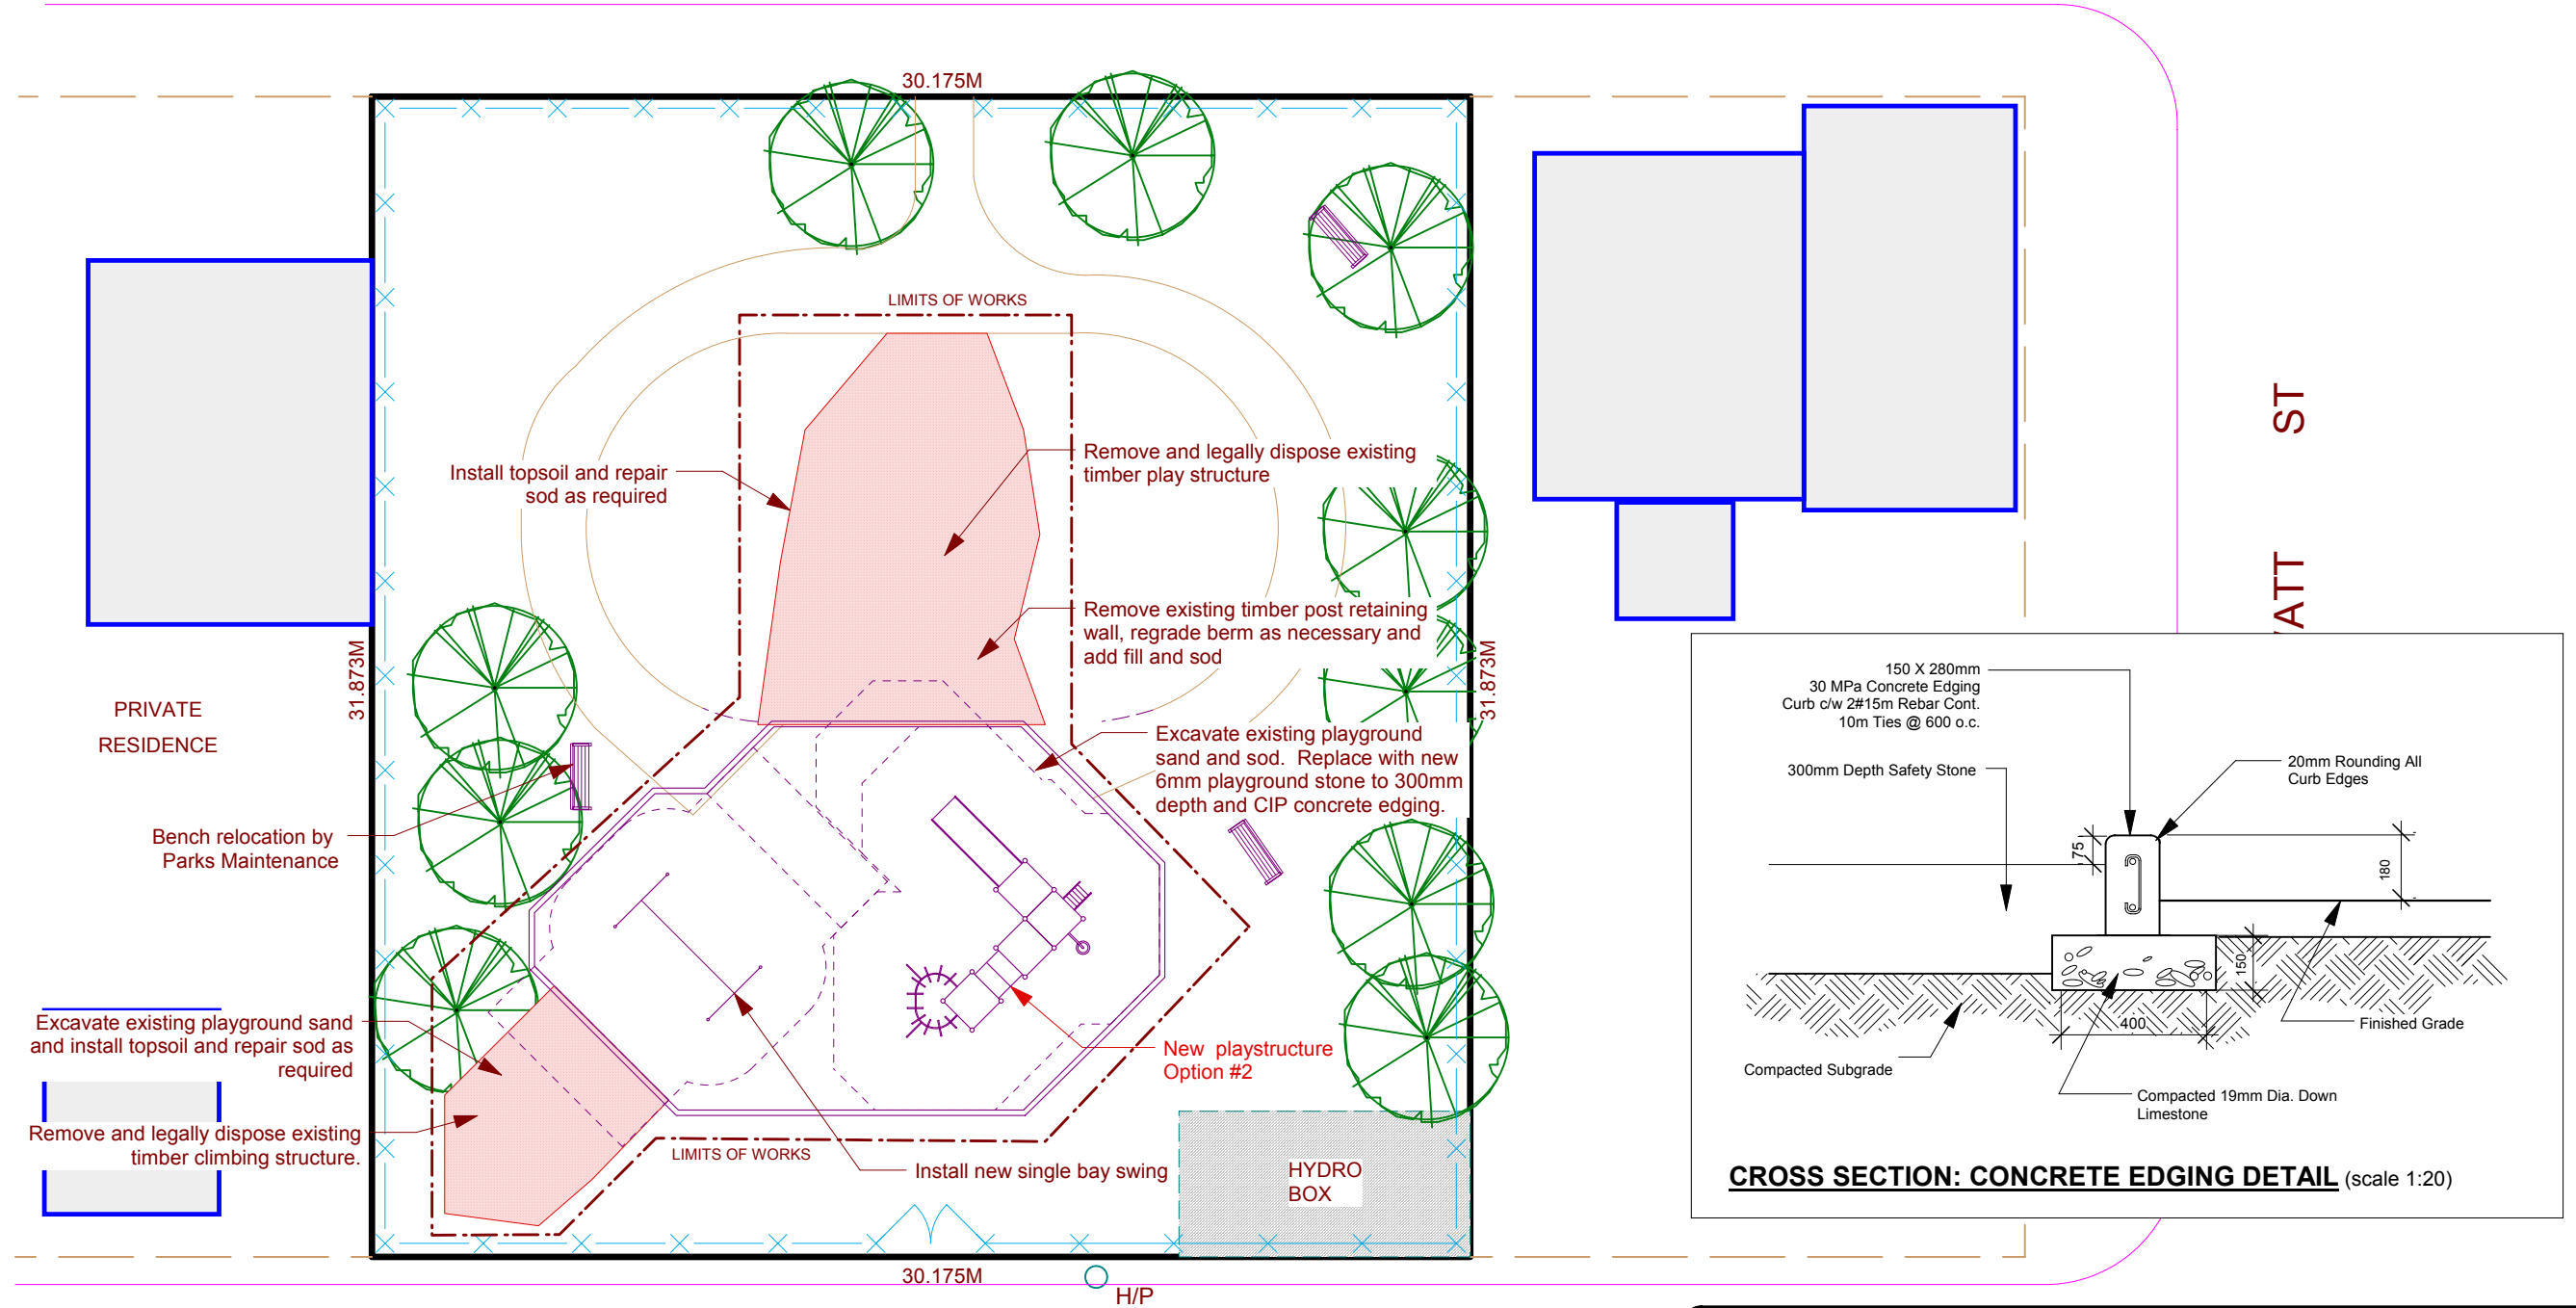 30.175M
LIMITS OF WORKS
Install topsoil and repair
sod as required
Remove and legally dispose existing
timber play structure
Remove existing timber post retaining
wall, regrade berm as necessary and
add fill and sod
31.873M
31.873M
PRIVATE
RESIDENCE
Excavate existing playground
sand and sod.  Replace with new
6mm playground stone to 300mm
depth and CIP concrete edging.
Bench relocation by
Parks Maintenance
Excavate existing playground sand
and install topsoil and repair sod as
required
New  playstructure
Option #2
Remove and legally dispose existing
timber climbing structure.
LIMITS OF WORKS
Install new single bay swing
HYDRO
BOX
30.175M
H/P
ATT ST
150 X 280mm
30 MPa Concrete Edging
Curb c/w 2#15m Rebar Cont.
10m Ties @ 600 o.c.
300mm Depth Safety Stone
20mm Rounding All
Curb Edges
75
180
150
400
Finished Grade
Compacted Subgrade
Compacted 19mm Dia. Down
Limestone
CROSS SECTION: CONCRETE EDGING DETAIL (scale 1:20)